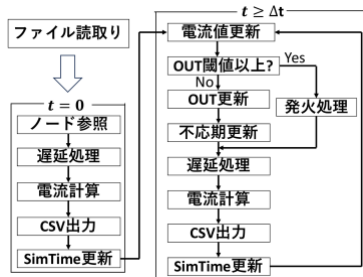 ファイル読取り
t = 0
ノード参照
遅延処理
電流計算
CSV出力
SimTime更新
t ≥ Δt
電流値更新
OUT閾値以上?
Yes
No
OUT更新
発火処理
不応期更新
遅延処理
電流計算
CSV出力
SimTime更新